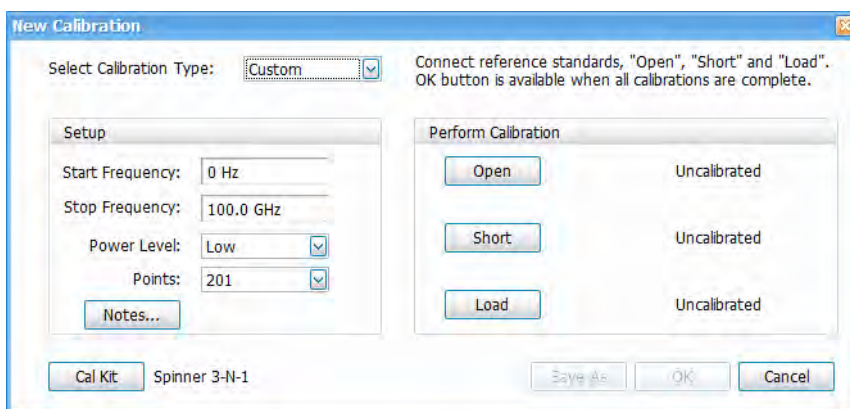 New Calibration
Select Calibration Type: Custom
Connect reference standards, "Open", "Short" and "Load".
OK button is available when all calibrations are complete.
Setup
Start Frequency: 0 Hz
Stop Frequency: 100.0 GHz
Power Level: Low
Points: 201
Notes...
Perform Calibration
Open Uncalibrated
Short Uncalibrated
Load Uncalibrated
Cal Kit Spinner 3-N-1
Save As OK Cancel